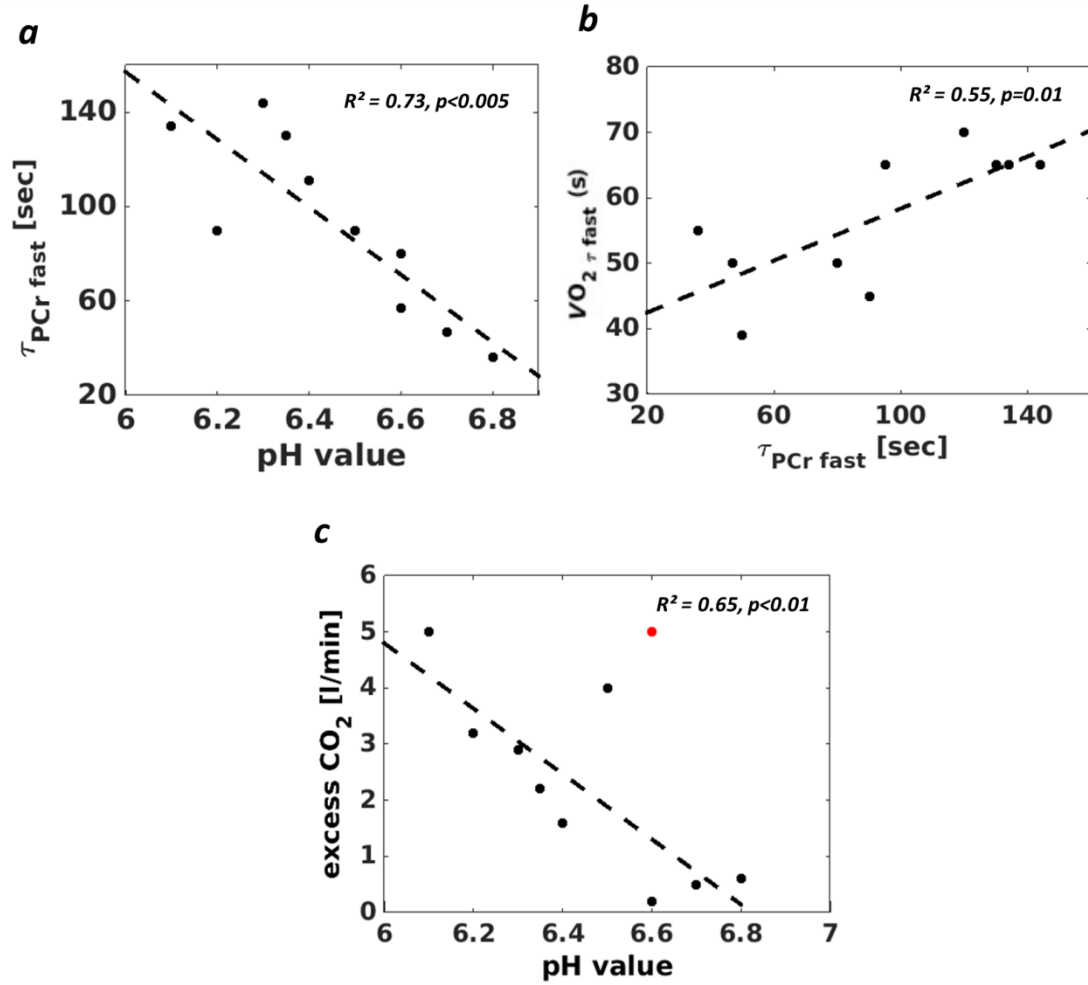 a
R² = 0.73, p<0.005
τPCr fast [sec]
140
100
60
20
6 6.2 6.4 6.6 6.8
pH value
b
R² = 0.55, p=0.01
VO2 τ fast (s)
80
70
60
50
40
30
20 60 100 140
τPCr fast [sec]
c
R² = 0.65, p<0.01
excess CO2 [l/min]
6
5
4
3
2
1
0
6 6.2 6.4 6.6 6.8 7
pH value